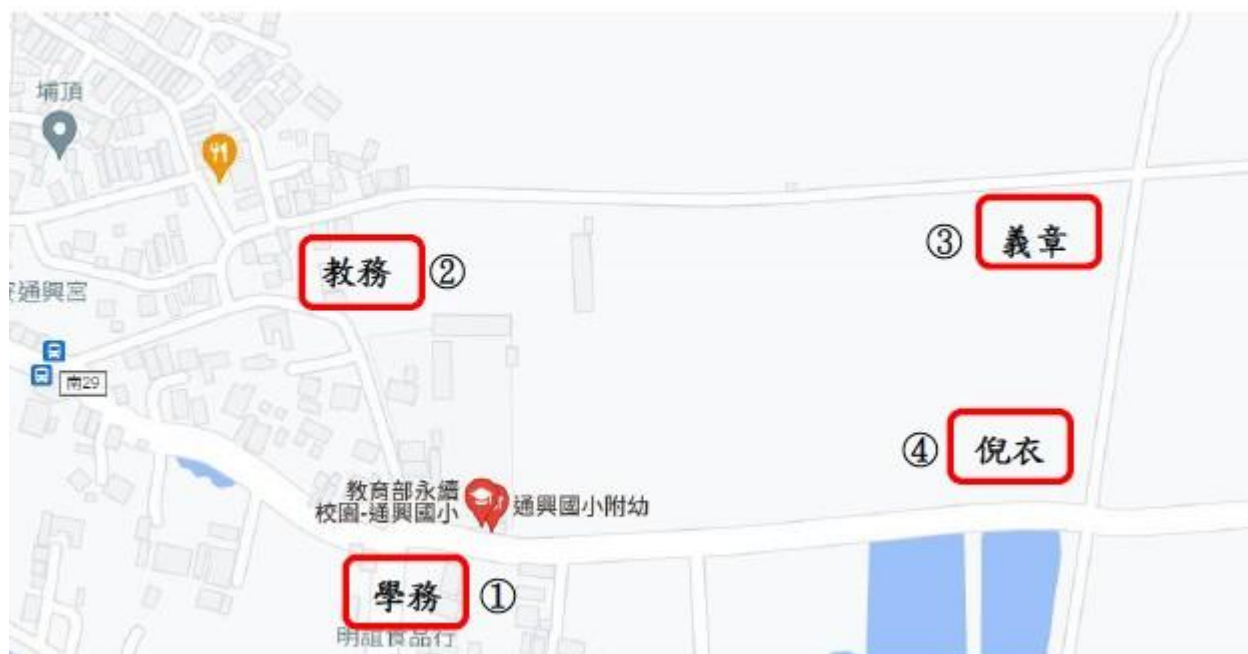 埔頂
③ 義章
教務 ②
通興宮
南29
④ 倪衣
教育部永續
校園-通興國小
通興國小附幼
學務 ①
明誼食品行